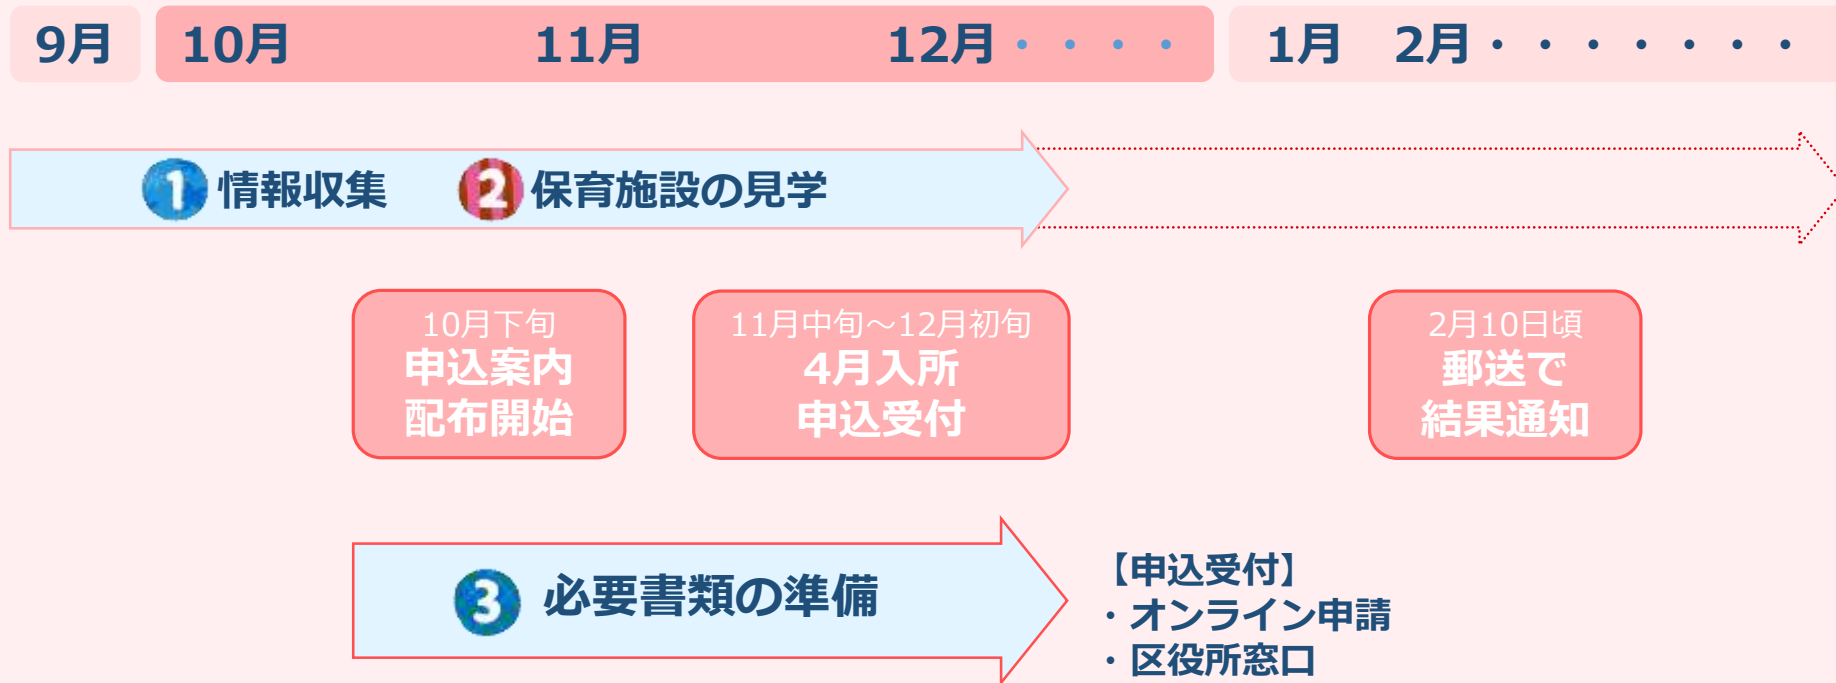 9月 10月 11月 12月・・・・ 1月 2月・・・・・・・
1 情報収集 2 保育施設の見学
10月下旬
申込案内
配布開始
11月中旬～12月初旬
4月入所
申込受付
2月10日頃
郵送で
結果通知
3 必要書類の準備
【申込受付】
・オンライン申請
・区役所窓口